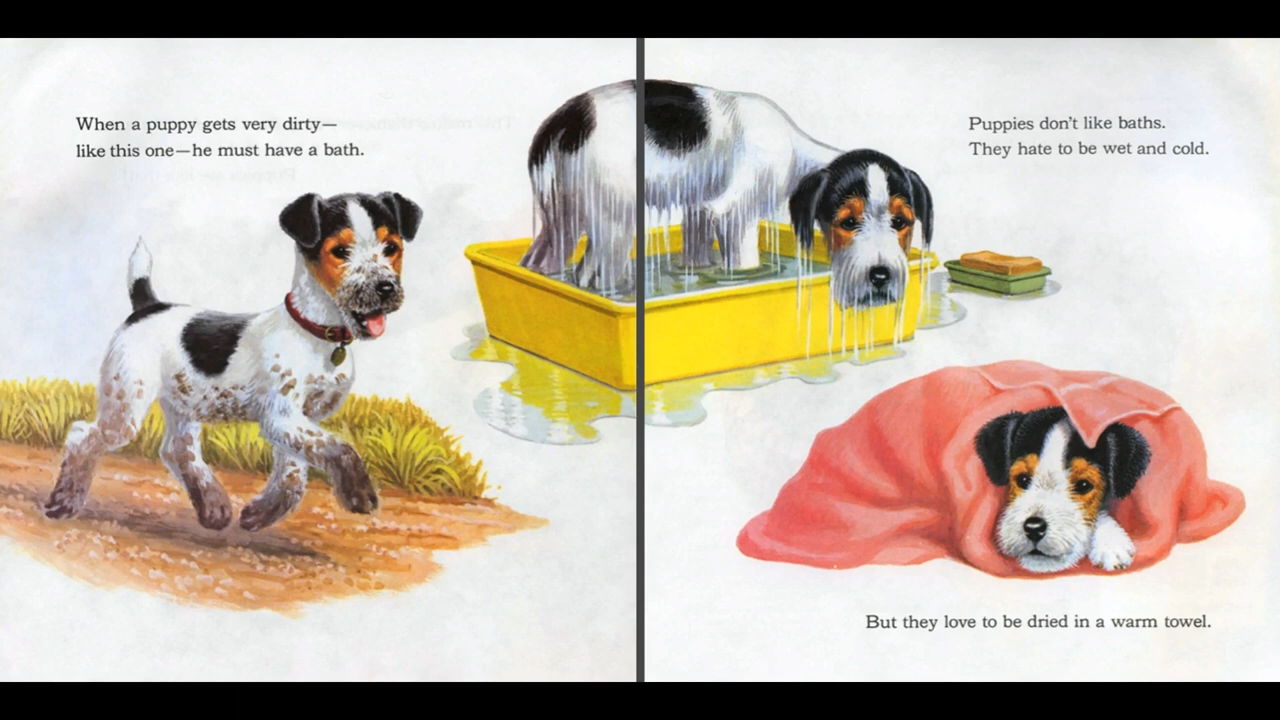 When a puppy gets very dirty—
like this one—he must have a bath.
Puppies don't like baths.
They hate to be wet and cold.
But they love to be dried in a warm towel.